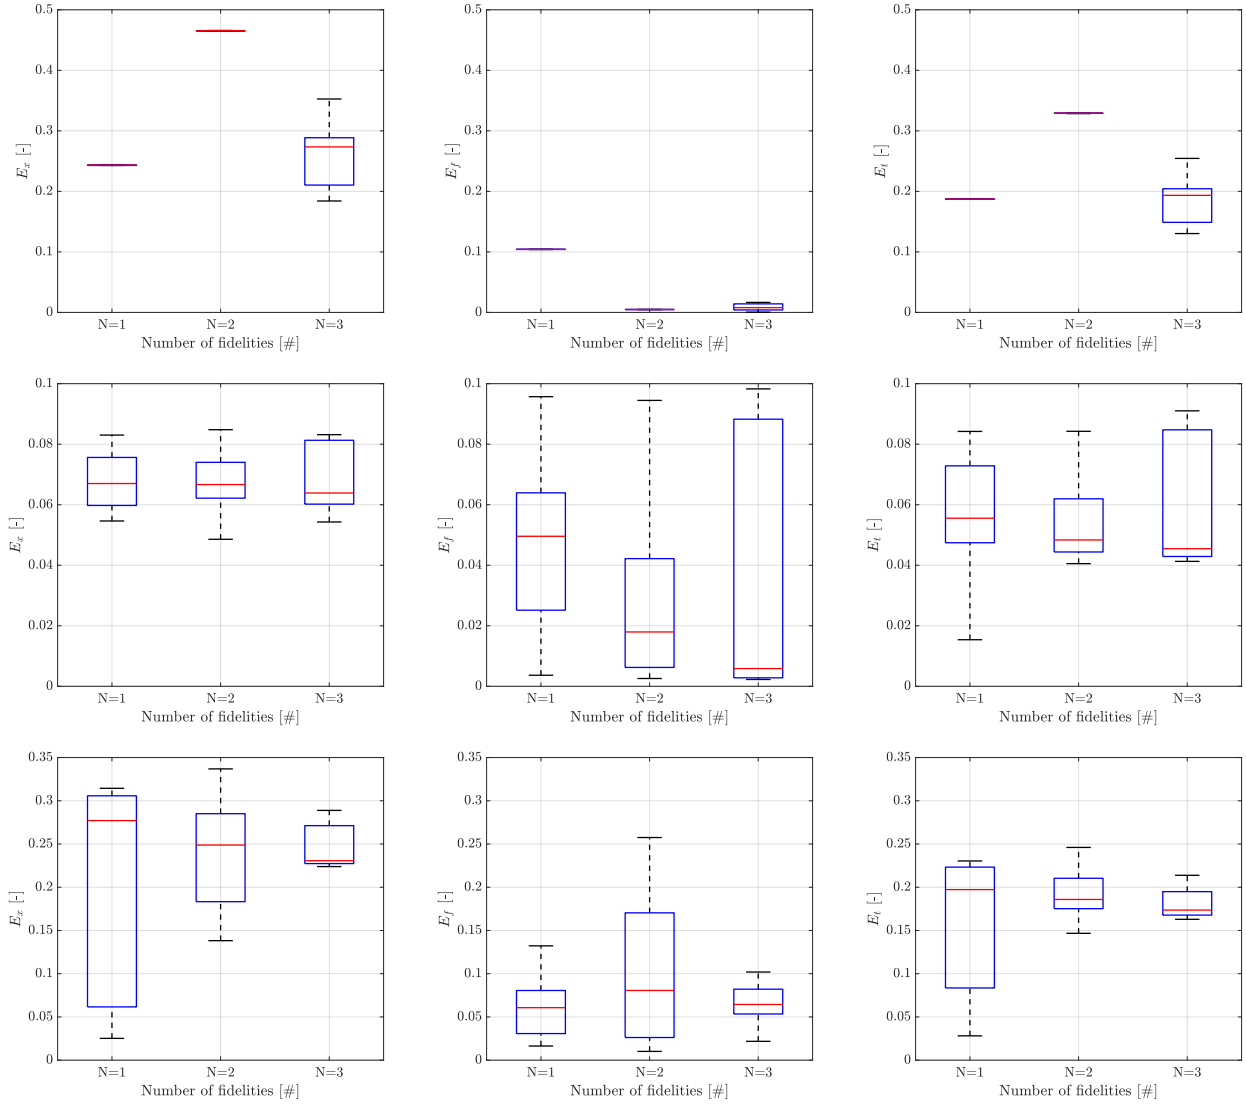 0.5
0.4
0.3
0.2
0.1
0
E_x [-]
N=1 N=2 N=3
Number of fidelities [#]
0.5
0.4
0.3
0.2
0.1
0
E_f [-]
N=1 N=2 N=3
Number of fidelities [#]
0.5
0.4
0.3
0.2
0.1
0
E_t [-]
N=1 N=2 N=3
Number of fidelities [#]
0.1
0.08
0.06
0.04
0.02
0
E_x [-]
N=1 N=2 N=3
Number of fidelities [#]
0.1
0.08
0.06
0.04
0.02
0
E_f [-]
N=1 N=2 N=3
Number of fidelities [#]
0.1
0.08
0.06
0.04
0.02
0
E_t [-]
N=1 N=2 N=3
Number of fidelities [#]
0.35
0.3
0.25
0.2
0.15
0.1
0.05
0
E_x [-]
N=1 N=2 N=3
Number of fidelities [#]
0.35
0.3
0.25
0.2
0.15
0.1
0.05
0
E_f [-]
N=1 N=2 N=3
Number of fidelities [#]
0.35
0.3
0.25
0.2
0.15
0.1
0.05
0
E_t [-]
N=1 N=2 N=3
Number of fidelities [#]